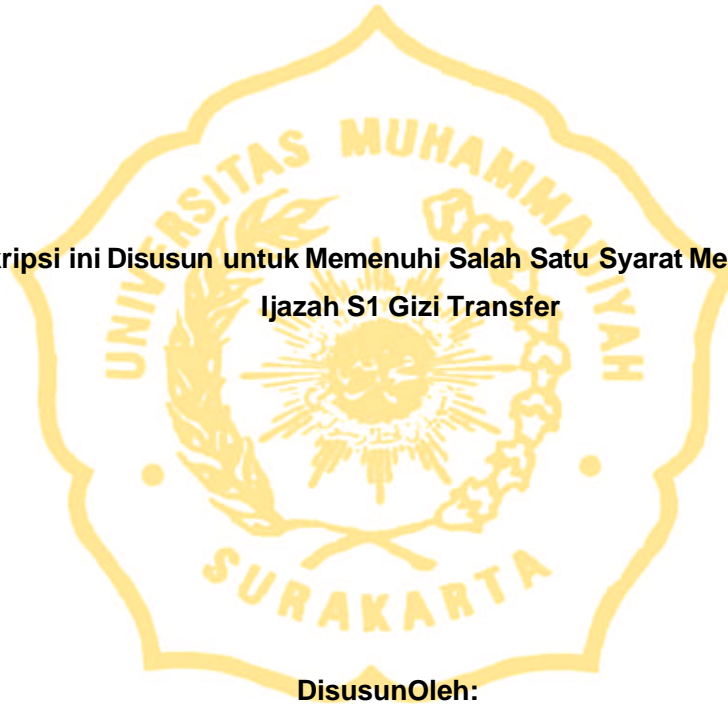 UNIVERSITAS MUHAMMADIYAH
ripsi ini Disusun untuk Memenuhi Salah Satu Syarat Me
Ijazah S1 Gizi Transfer
SURAKARTA
DisusunOleh: